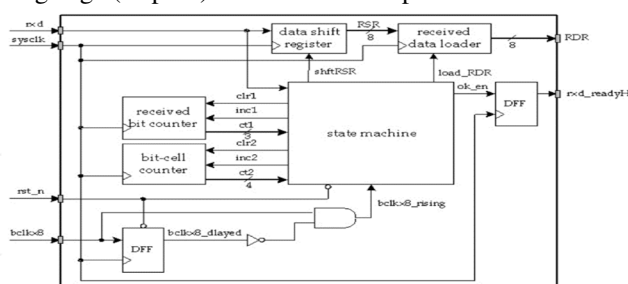 rxd
sysclk
data shift
register
RSR
8
received
data loader
8
RDR
shftRSR
load_RDR
clr1
inc1
ct1
3
received
bit counter
state machine
ok_en
DFF
rxd_readyH
clr2
inc2
ct2
4
bit-cell
counter
rst_n
bclkx8_rising
bclkx8
bclkx8_dlayed
DFF